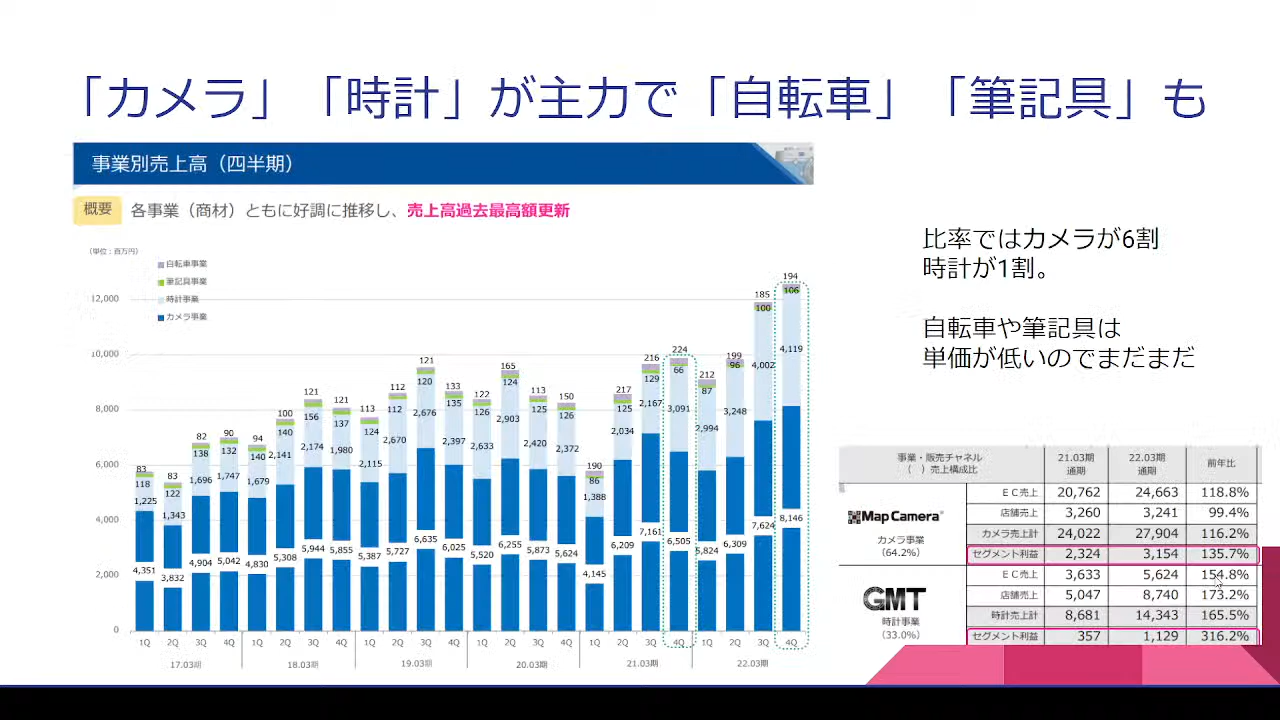 「カメラ」「時計」が主力で「自転車」「筆記具」も
事業別売上高（四半期）
概要 各事業（商材）ともに好調に推移し、売上高過去最高額更新
（単位：百万円）
自転車事業
筆記具事業
時計事業
カメラ事業
12,000
10,000
8,000
6,000
4,000
2,000
0
83 83 82 90 94 100 121 121 113 112 121 133 122 165 113 150 190 217 216 224 212 199 185 194
118 122 138 132 140 140 156 137 124 112 120 135 126 124 125 126 86 125 129 66 87 96 100 106
1,225 1,343 1,696 1,747 1,679 2,141 2,174 1,980 2,115 2,670 2,676 2,397 2,633 2,903 2,420 2,372 1,388 2,034 2,167 3,091 2,994 3,248 4,002 4,119
4,351 3,832 4,904 5,042 4,830 5,308 5,944 5,855 5,387 5,727 6,635 6,025 5,520 6,255 5,873 5,624 4,145 6,209 7,161 6,505 5,824 6,309 7,624 8,146
1Q 2Q 3Q 4Q 1Q 2Q 3Q 4Q 1Q 2Q 3Q 4Q 1Q 2Q 3Q 4Q 1Q 2Q 3Q 4Q 1Q 2Q 3Q 4Q
17.03期 18.03期 19.03期 20.03期 21.03期 22.03期
比率ではカメラが6割
時計が1割。
自転車や筆記具は
単価が低いのでまだまだ
事業・販売チャネル
（ ）売上構成比
21.03期
通期
22.03期
通期
前年比
Map Camera
カメラ事業
（64.2%）
ＥＣ売上 20,762 24,663 118.8%
店舗売上 3,260 3,241 99.4%
カメラ売上計 24,022 27,904 116.2%
セグメント利益 2,324 3,154 135.7%
GMT
時計事業
（33.0%）
ＥＣ売上 3,633 5,624 154.8%
店舗売上 5,047 8,740 173.2%
時計売上計 8,681 14,343 165.5%
セグメント利益 357 1,129 316.2%